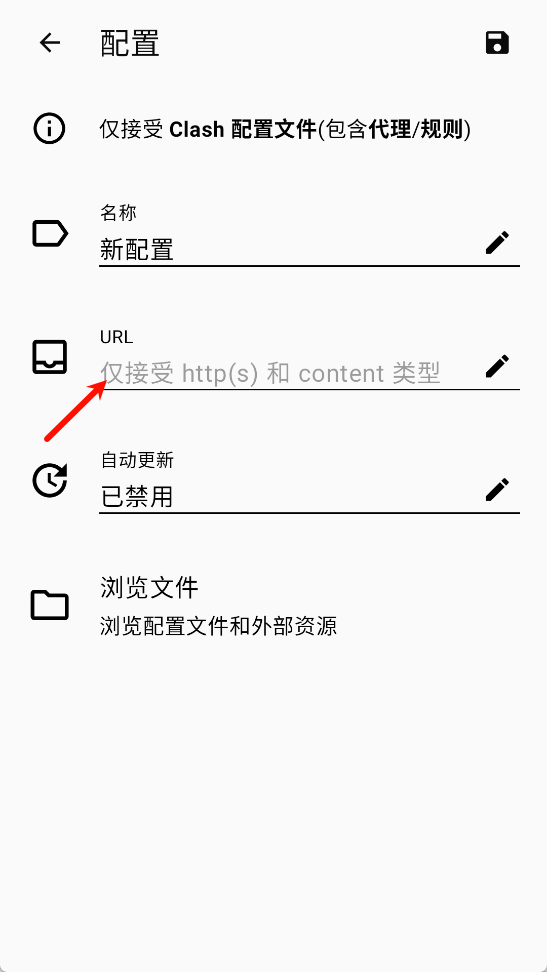 配置
仅接受 Clash 配置文件(包含代理/规则)
名称
新配置
URL
仅接受 http(s) 和 content 类型
自动更新
已禁用
浏览文件
浏览配置文件和外部资源